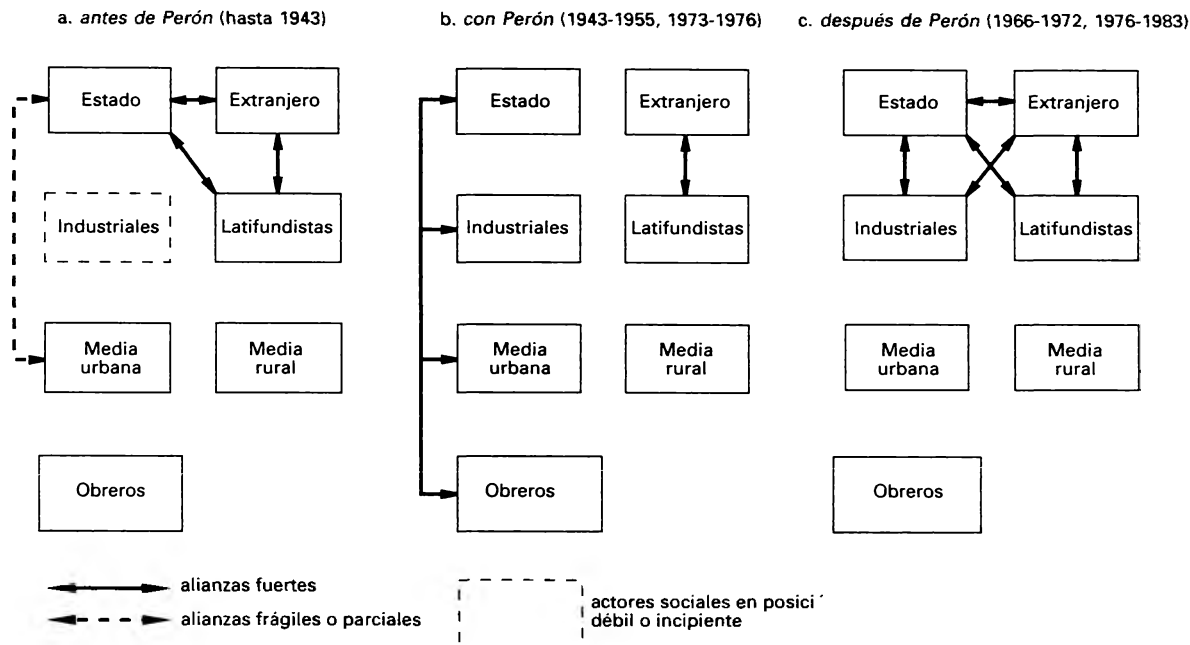 a. antes de Perón (hasta 1943)
Estado
Extranjero
Industriales
Latifundistas
Media
urbana
Media
rural
Obreros
b. con Perón (1943-1955, 1973-1976)
Estado
Extranjero
Industriales
Latifundistas
Media
urbana
Media
rural
Obreros
c. después de Perón (1966-1972, 1976-1983)
Estado
Extranjero
Industriales
Latifundistas
Media
urbana
Media
rural
Obreros
alianzas fuertes
alianzas frágiles o parciales
actores sociales en posici
débil o incipiente